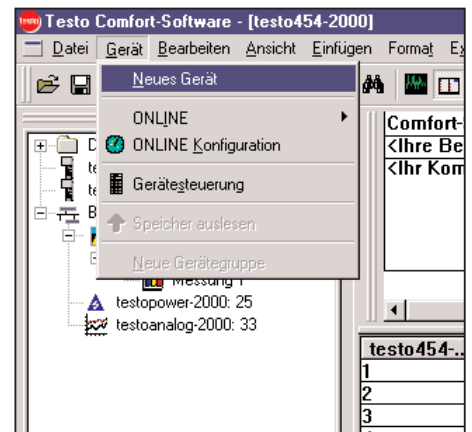 Testo Comfort-Software - [testo454-2000]
Datei Gerät Bearbeiten Ansicht Einfügen Format
Neues Gerät
ONLINE
ONLINE Konfiguration
Gerätesteuerung
Speicher auslesen
Neue Gerätegruppe
Messung 1
testopower-2000: 25
testoanalog-2000: 33
Comfort-
<Ihre Be
<Ihr Kom
testo454-..
1
2
3